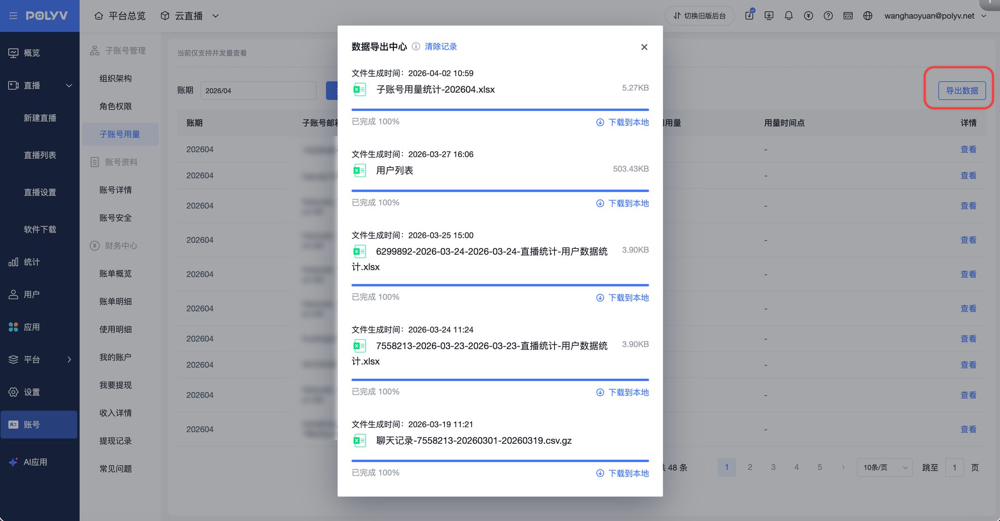 POLYV
平台总览
云直播
切换旧版后台
wanghaoyuan@polyv.net
概览
直播
新建直播
直播列表
直播设置
软件下载
统计
用户
应用
平台
设置
账号
AI应用
子账号管理
组织架构
角色权限
子账号用量
账号资料
账号详情
账号安全
财务中心
账单概览
账单明细
使用明细
我的账户
我要提现
收入详情
提现记录
常见问题
当前仅支持并发量查看
账期
2026/04
导出数据
账期 子账号邮 用量 用量时间点 详情
202604 - 查看
202604 - 查看
202604 - 查看
202604 - 查看
202604 - 查看
202604 - 查看
202604 - 查看
202604 - 查看
202604 - 查看
202604 - 查看
48 条
1 2 3 4 5
10条/页
跳至 1 页
数据导出中心 清除记录
文件生成时间：2026-04-02 10:59
子账号用量统计-202604.xlsx 5.27KB
已完成 100% 下载到本地
文件生成时间：2026-03-27 16:06
用户列表 503.43KB
已完成 100% 下载到本地
文件生成时间：2026-03-25 15:00
6299892-2026-03-24-2026-03-24-直播统计-用户数据统 3.90KB
计.xlsx
已完成 100% 下载到本地
文件生成时间：2026-03-24 11:24
7558213-2026-03-23-2026-03-23-直播统计-用户数据统 3.90KB
计.xlsx
已完成 100% 下载到本地
文件生成时间：2026-03-19 11:21
聊天记录-7558213-20260301-20260319.csv.gz
已完成 100% 下载到本地